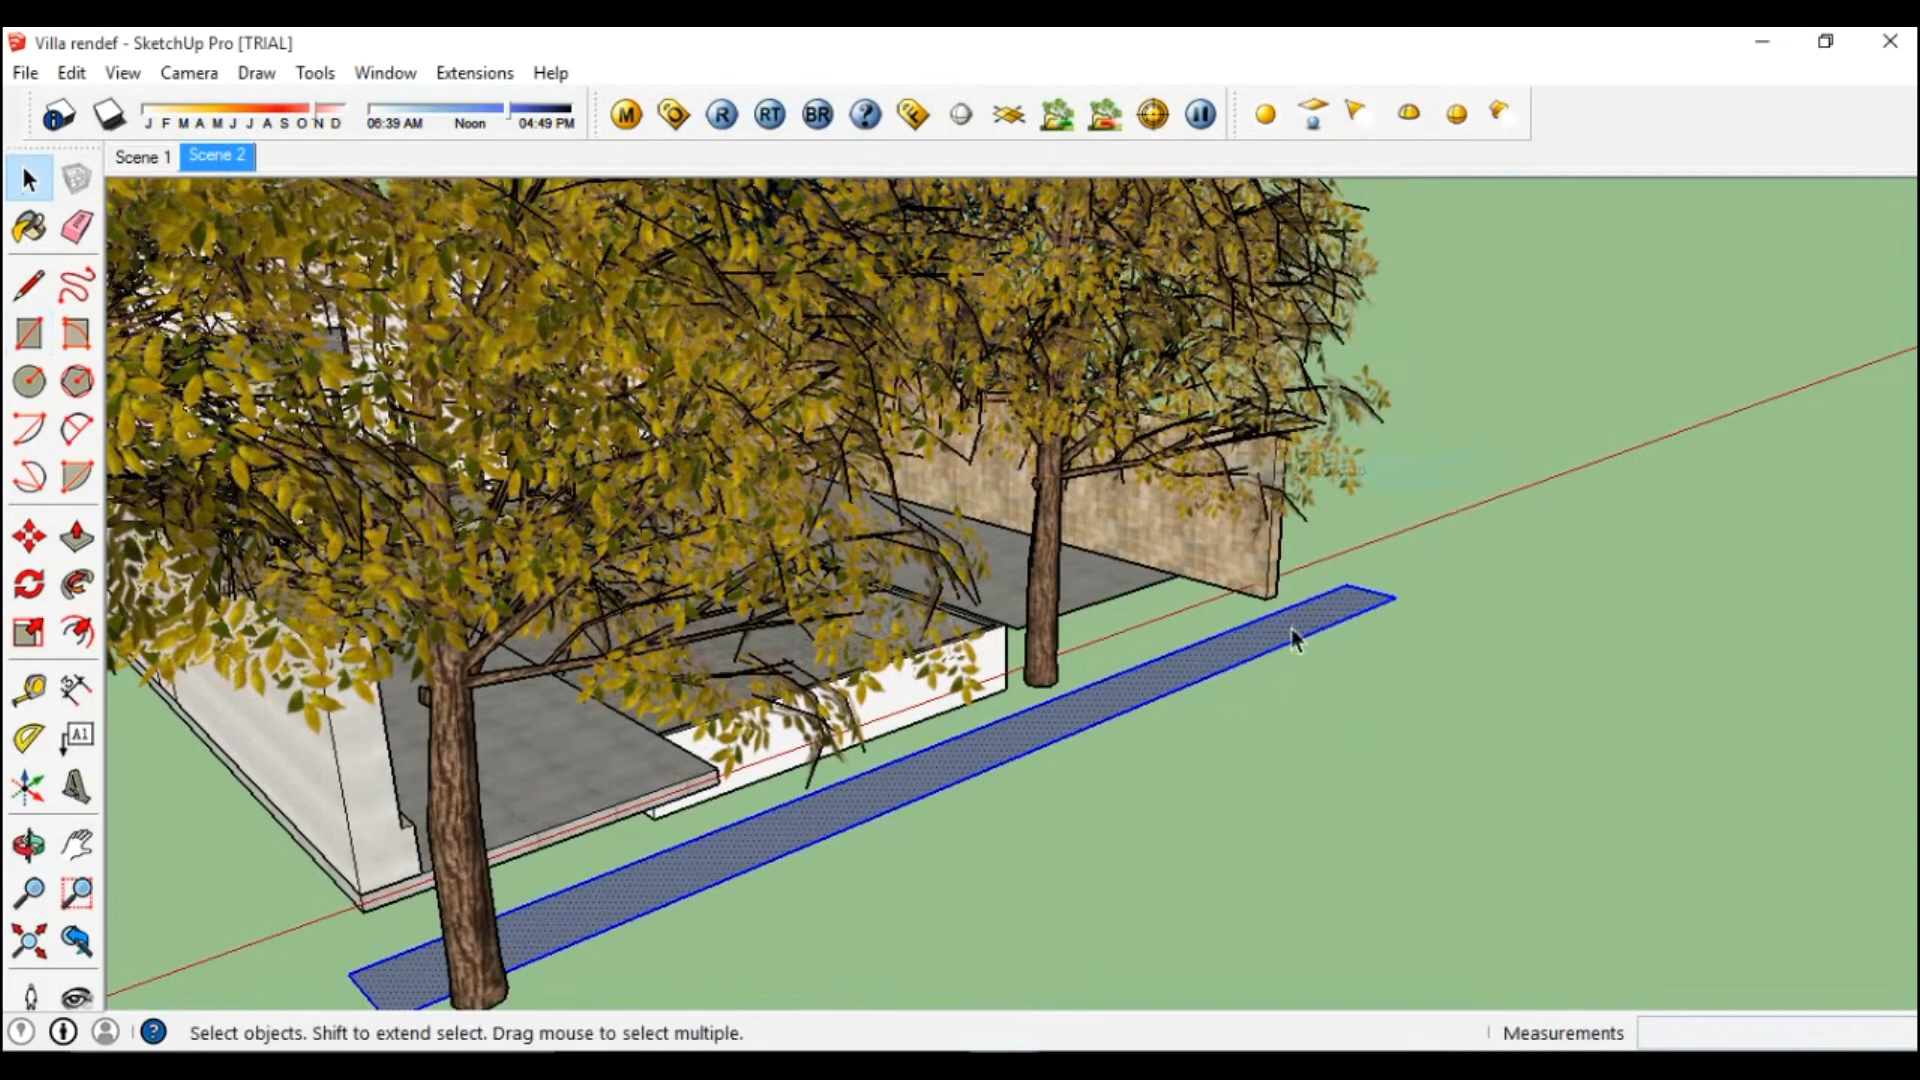 Villa rendef - SketchUp Pro [TRIAL]
File Edit View Camera Draw Tools Window Extensions Help
J F M A M J J A S O N D 06:39 AM Noon 04:49 PM M R RT BR ?
Scene 1 Scene 2
A1
? Select objects. Shift to extend select. Drag mouse to select multiple. Measurements